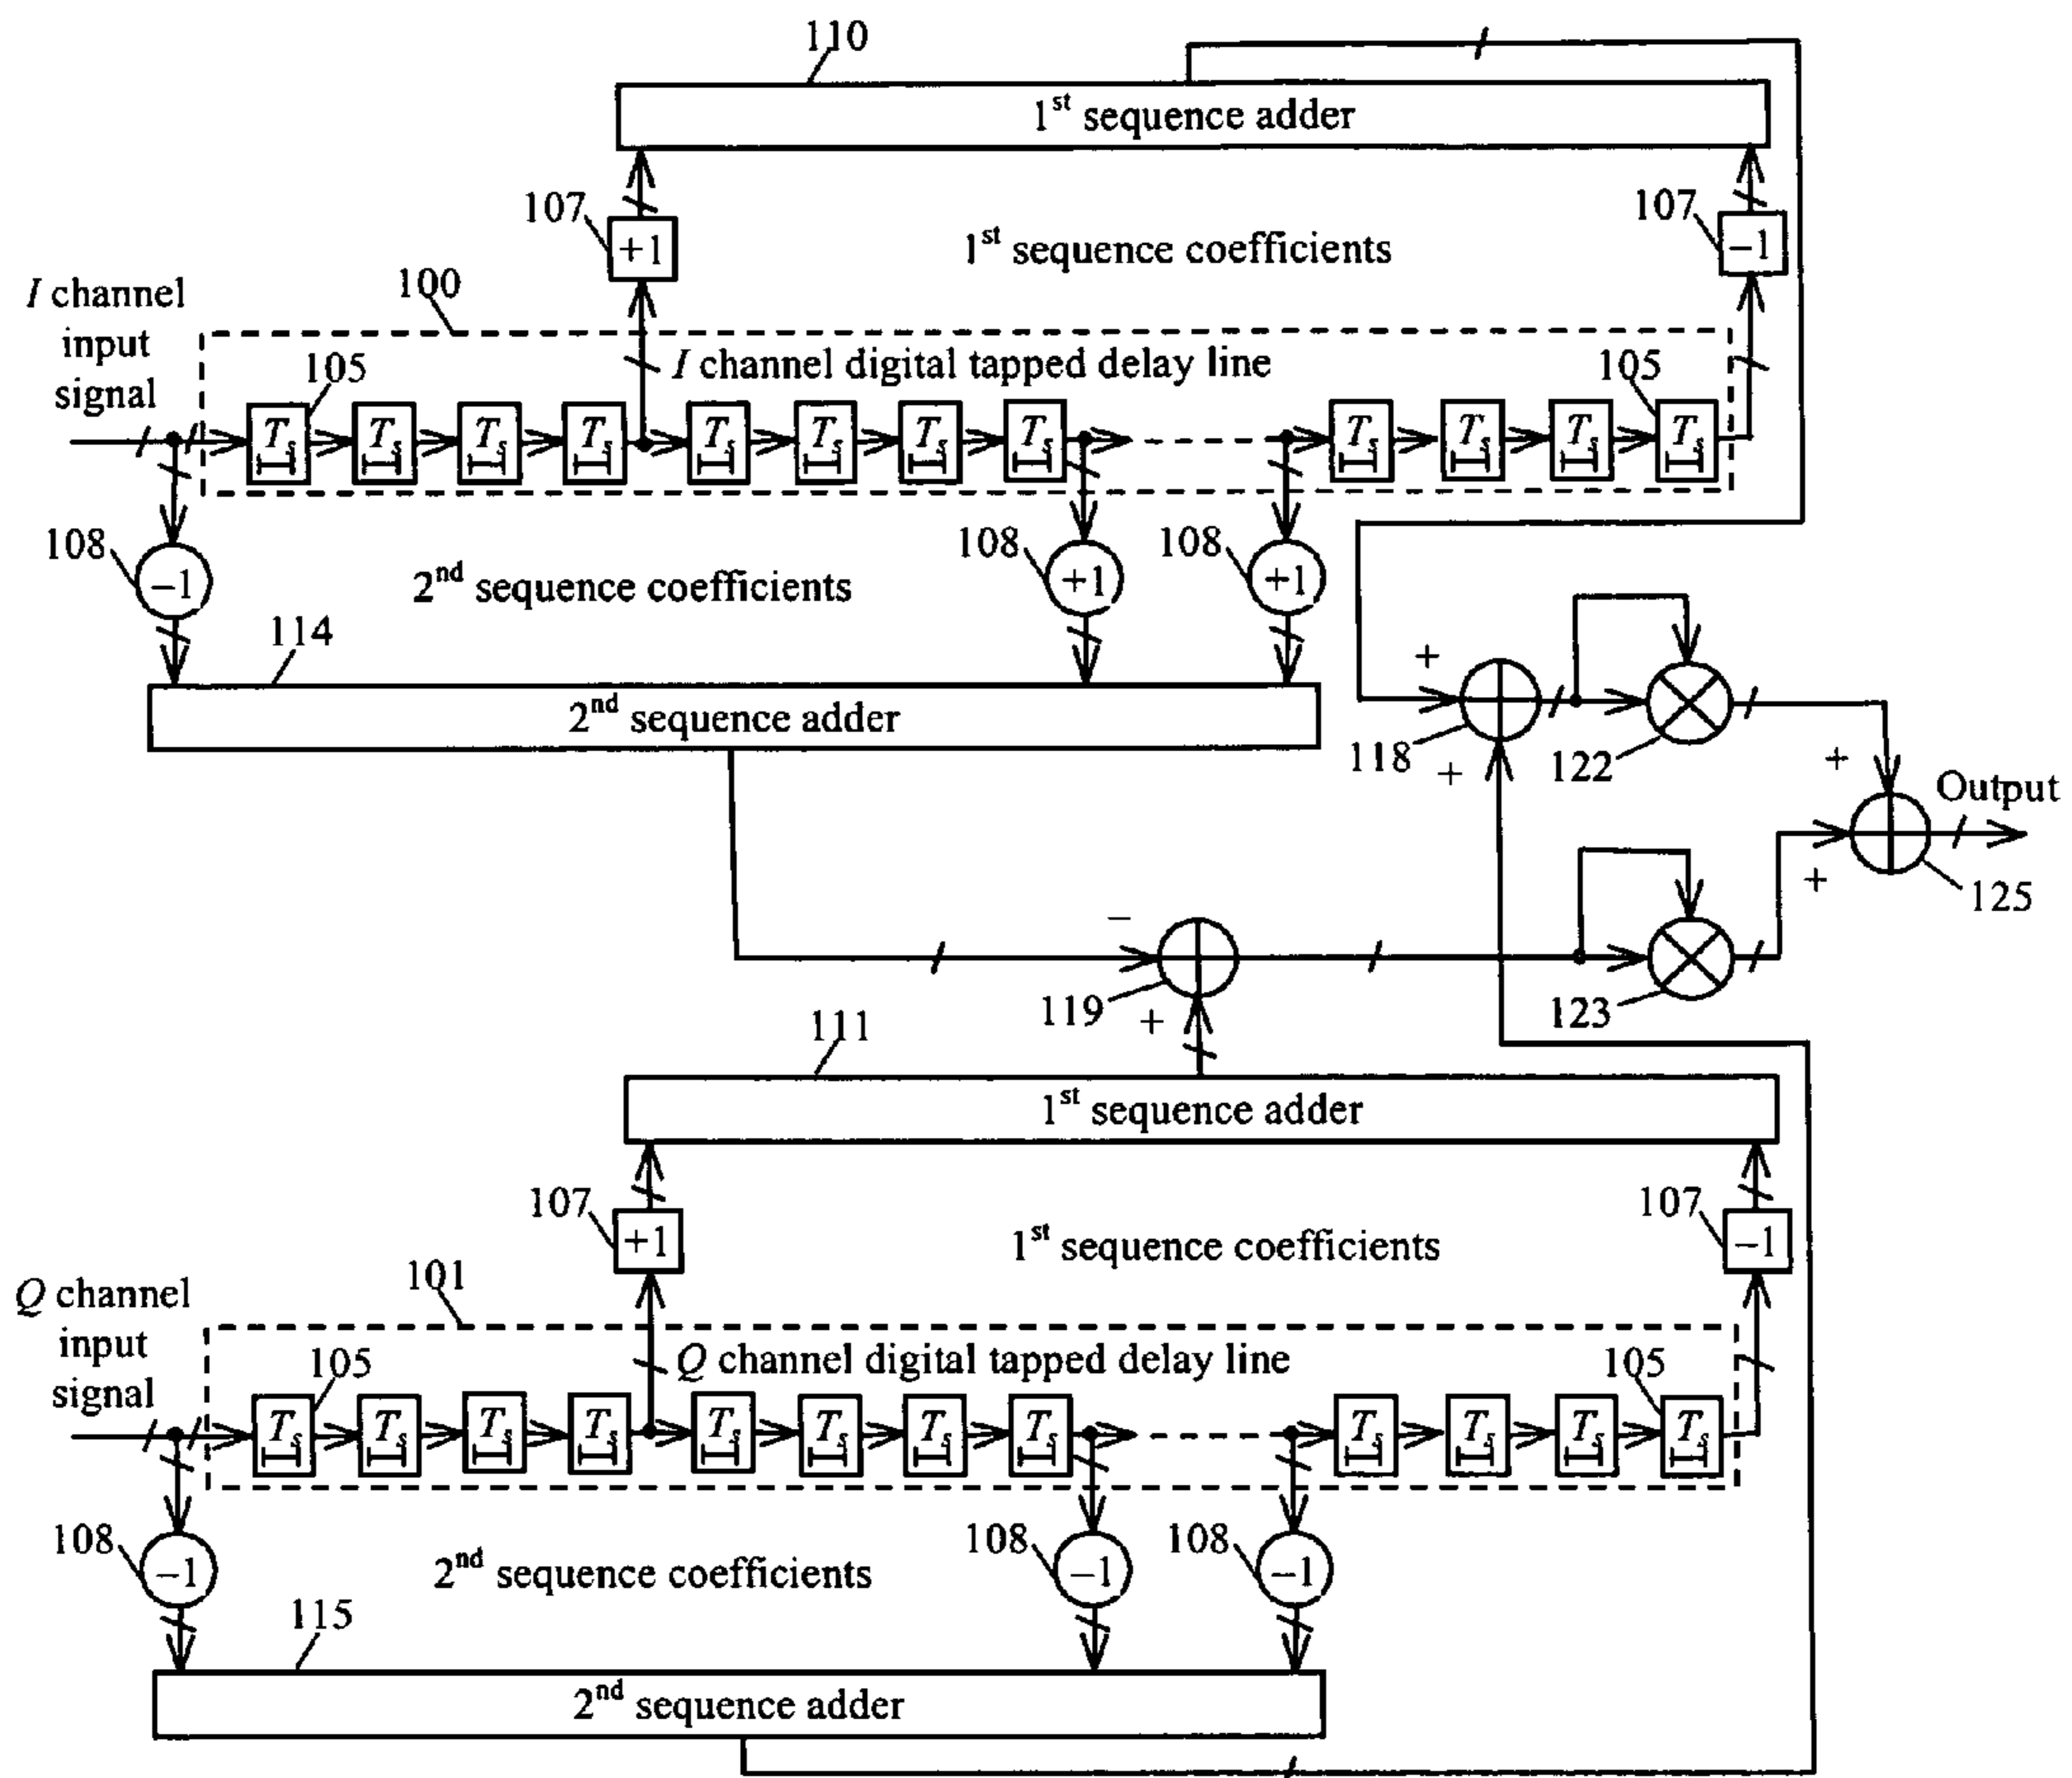 110
1st sequence adder
107
+1
1st sequence coefficients
107
−1
100
I channel
input
signal
105
I channel digital tapped delay line
105
Ts Ts Ts Ts Ts Ts Ts Ts Ts Ts Ts Ts
108
−1
2nd sequence coefficients
108
+1
108
+1
114
2nd sequence adder
+
118
+
122
+
Output
+
125
−
119
+
123
111
1st sequence adder
107
+1
1st sequence coefficients
107
−1
101
Q channel
input
signal
105
Q channel digital tapped delay line
105
Ts Ts Ts Ts Ts Ts Ts Ts Ts Ts Ts Ts
108
−1
2nd sequence coefficients
108
−1
108
−1
115
2nd sequence adder